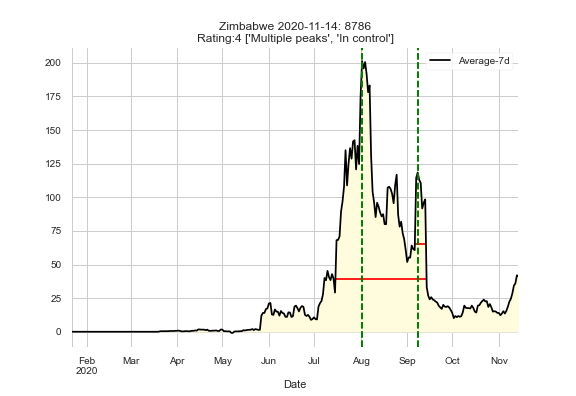 Zimbabwe 2020-11-14: 8786
Rating:4 ['Multiple peaks', 'In control']
Average-7d
200
175
150
125
100
75
50
25
0
Feb Mar Apr May Jun Jul Aug Sep Oct Nov
2020
Date